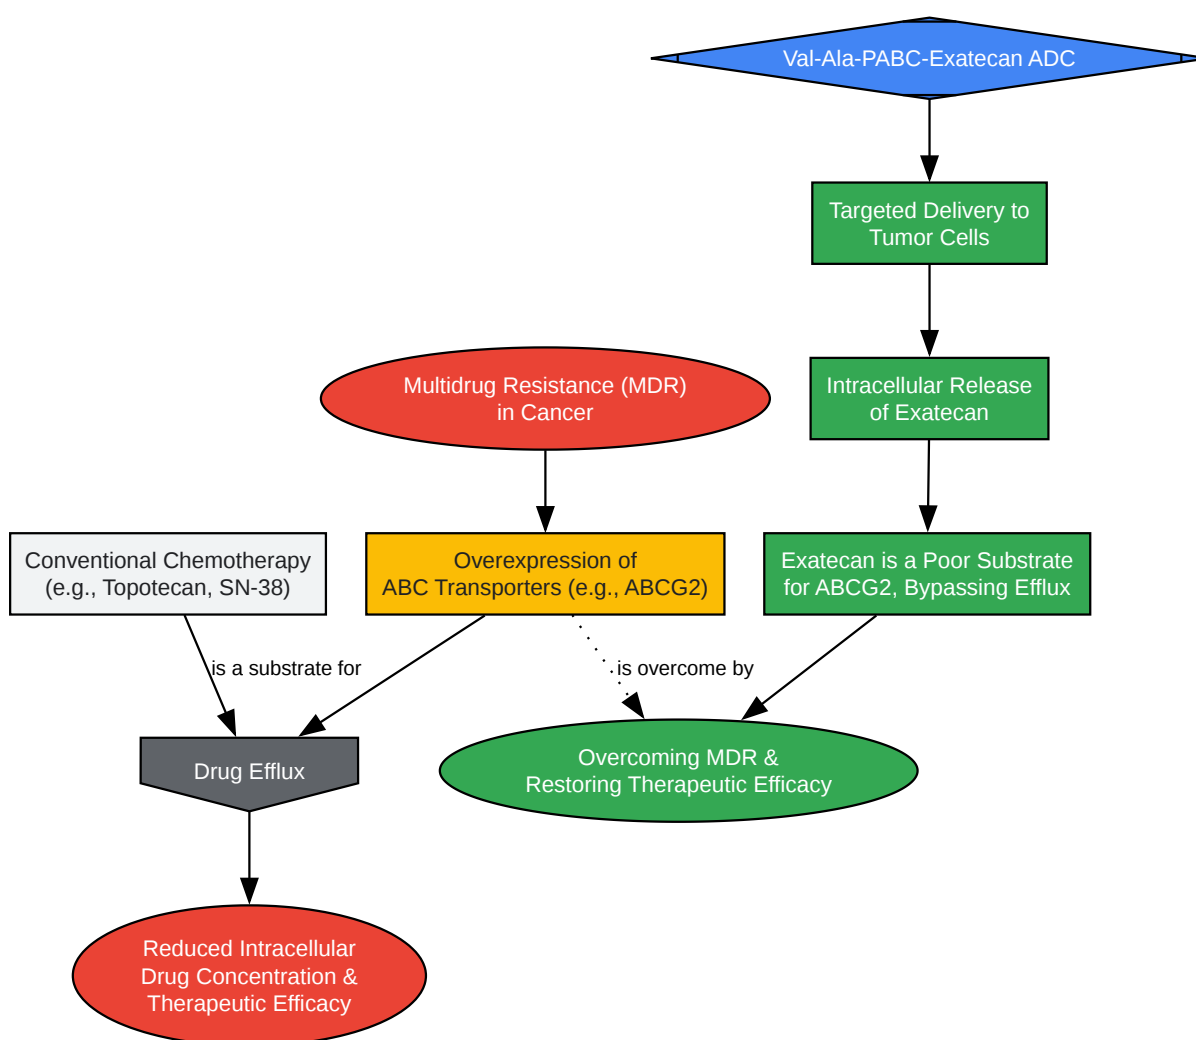 Val-Ala-PABC-Exatecan ADC
Targeted Delivery to
Tumor Cells
Multidrug Resistance (MDR)
in Cancer
Intracellular Release
of Exatecan
Conventional Chemotherapy
(e.g., Topotecan, SN-38)
Overexpression of
ABC Transporters (e.g., ABCG2)
Exatecan is a Poor Substrate
for ABCG2, Bypassing Efflux
is a substrate for
is overcome by
Drug Efflux
Overcoming MDR &
Restoring Therapeutic Efficacy
Reduced Intracellular
Drug Concentration &
Therapeutic Efficacy